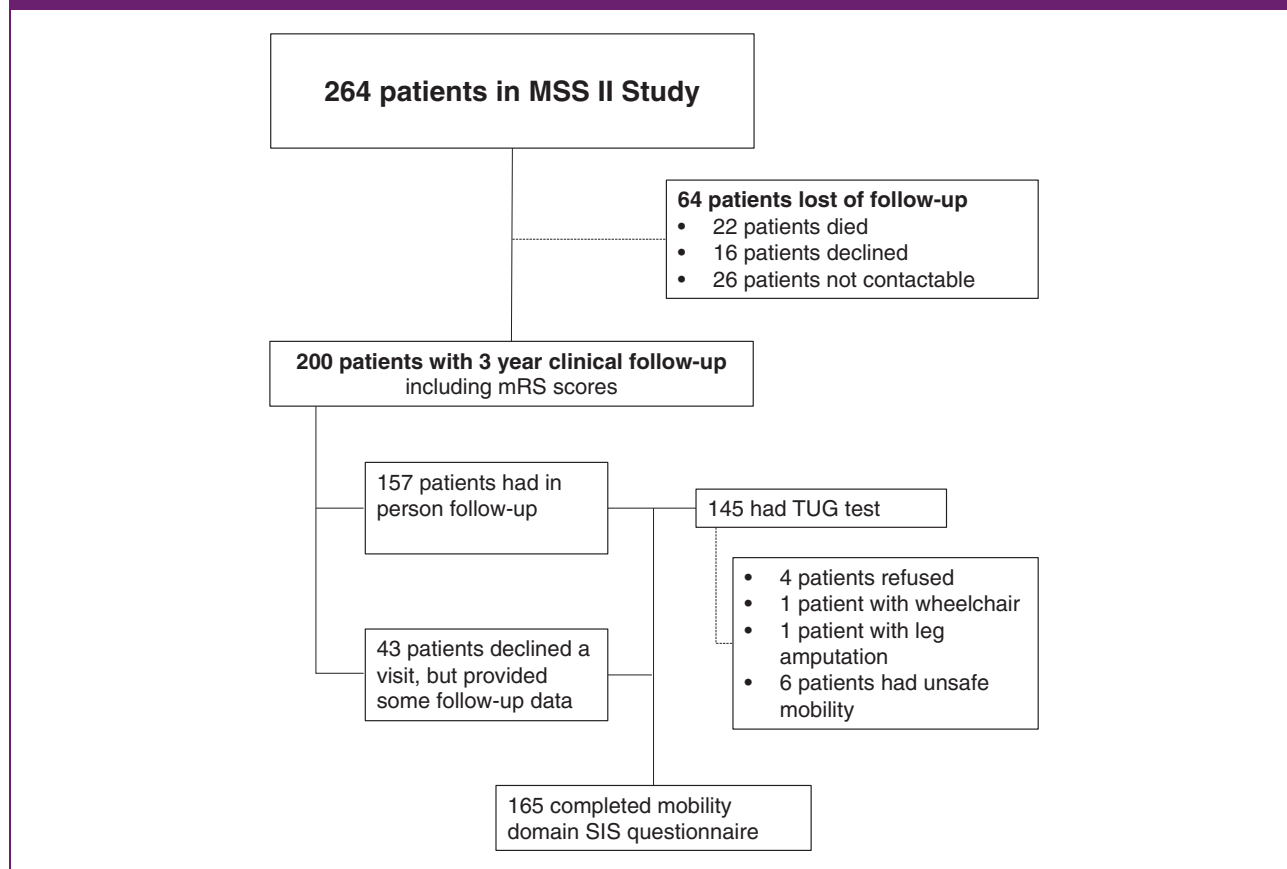 264 patients in MSS II Study
64 patients lost of follow-up
• 22 patients died
• 16 patients declined
• 26 patients not contactable
200 patients with 3 year clinical follow-up
including mRS scores
157 patients had in
person follow-up
145 had TUG test
• 4 patients refused
• 1 patient with wheelchair
• 1 patient with leg
amputation
• 6 patients had unsafe
mobility
43 patients declined a
visit, but provided
some follow-up data
165 completed mobility
domain SIS questionnaire